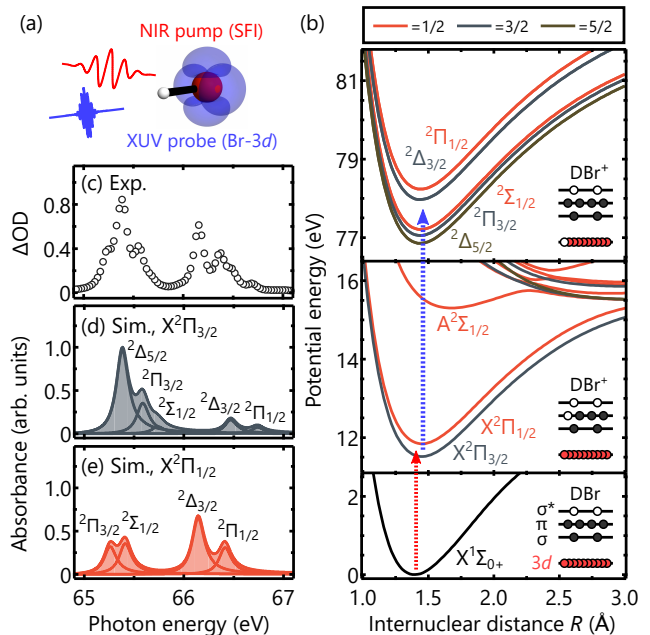 (a)
NIR pump (SFI)
XUV probe (Br-3d)
(b)
=1/2 =3/2 =5/2
81
79
77
²Π₁/₂
²Δ₃/₂
²Σ₁/₂
²Π₃/₂
²Δ₅/₂
DBr⁺
16
14
12
A²Σ₁/₂
X²Π₁/₂
X²Π₃/₂
DBr⁺
2
0
X¹Σ₀₊
DBr
σ*
π
σ
3d
Potential energy (eV)
1.0 1.5 2.0 2.5 3.0
Internuclear distance R (Å)
(c) Exp.
ΔOD
0.8
0.4
0
(d) Sim., X²Π₃/₂
1.0
0.5
0
²Δ₅/₂
²Π₃/₂
²Σ₁/₂
²Δ₃/₂
²Π₁/₂
(e) Sim., X²Π₁/₂
1.0
0.5
0
²Π₃/₂
²Σ₁/₂
²Δ₃/₂
²Π₁/₂
Absorbance (arb. units)
65 66 67
Photon energy (eV)